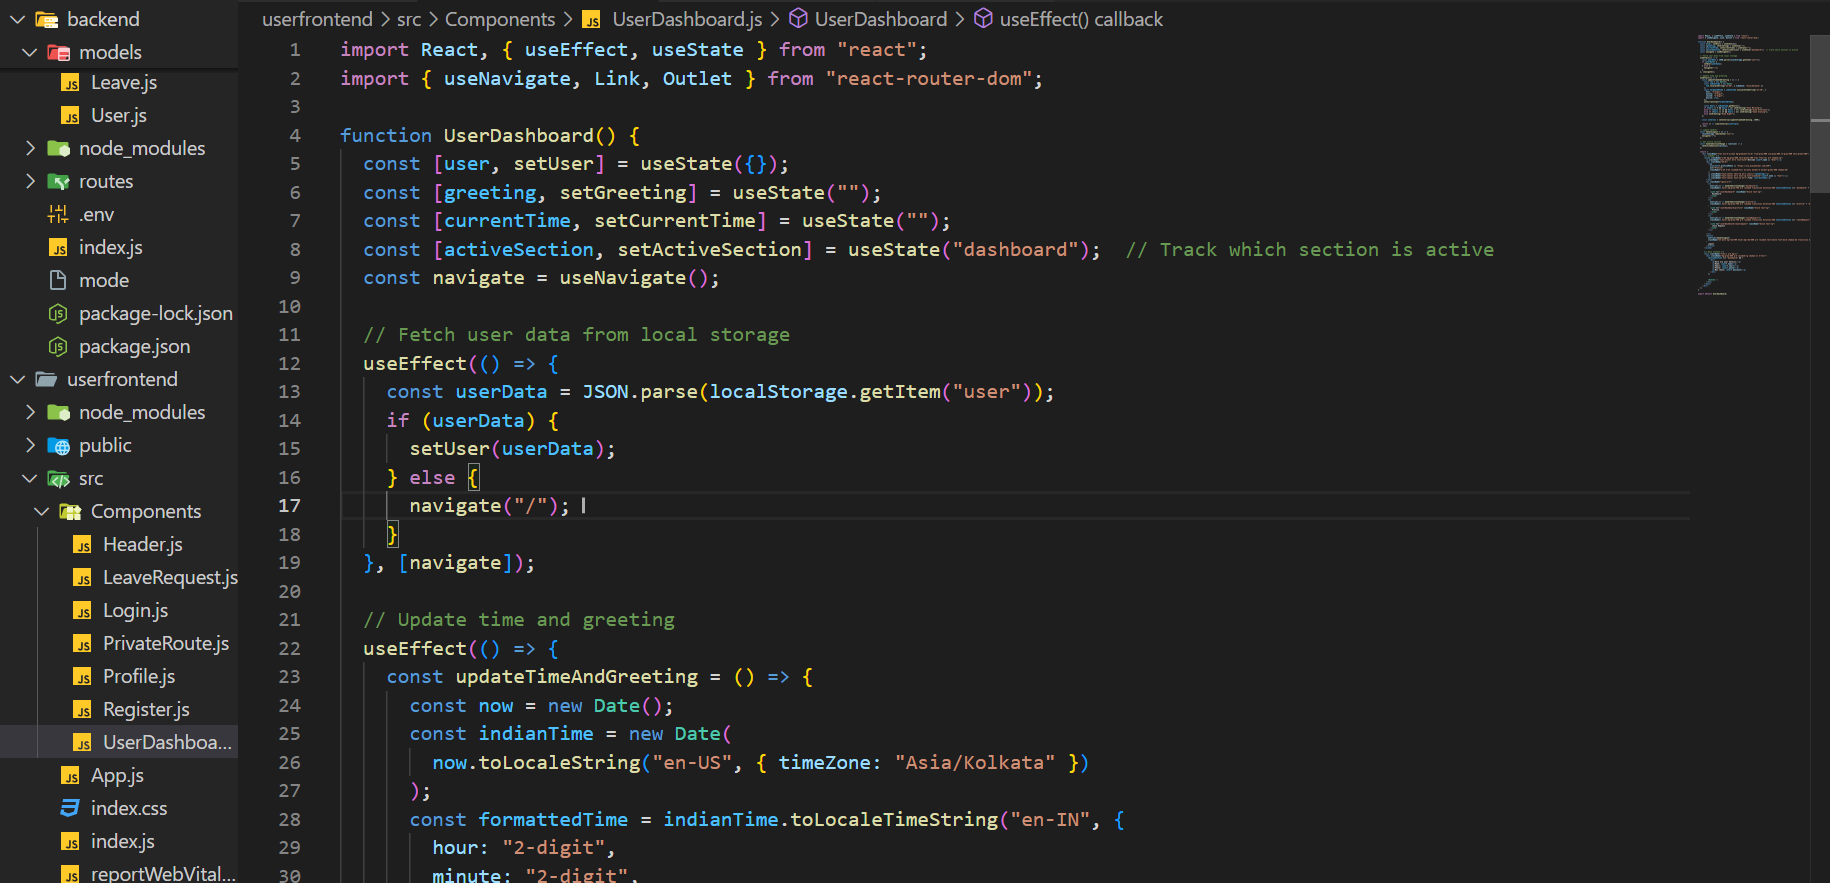 backend
models
Leave.js
User.js
node_modules
routes
.env
index.js
mode
package-lock.json
package.json
userfrontend
node_modules
public
src
Components
Header.js
LeaveRequest.js
Login.js
PrivateRoute.js
Profile.js
Register.js
UserDashboa...
App.js
index.css
index.js
reportWebVital...
userfrontend > src > Components > JS UserDashboard.js > UserDashboard > useEffect() callback
1 import React, { useEffect, useState } from "react";
2 import { useNavigate, Link, Outlet } from "react-router-dom";
3
4 function UserDashboard() {
5   const [user, setUser] = useState({});
6   const [greeting, setGreeting] = useState("");
7   const [currentTime, setCurrentTime] = useState("");
8   const [activeSection, setActiveSection] = useState("dashboard");  // Track which section is active
9   const navigate = useNavigate();
10
11   // Fetch user data from local storage
12   useEffect(() => {
13     const userData = JSON.parse(localStorage.getItem("user"));
14     if (userData) {
15       setUser(userData);
16     } else {
17       navigate("/");
18     }
19   }, [navigate]);
20
21   // Update time and greeting
22   useEffect(() => {
23     const updateTimeAndGreeting = () => {
24       const now = new Date();
25       const indianTime = new Date(
26         now.toLocaleString("en-US", { timeZone: "Asia/Kolkata" })
27       );
28       const formattedTime = indianTime.toLocaleTimeString("en-IN", {
29         hour: "2-digit",
30         minute: "2-digit",